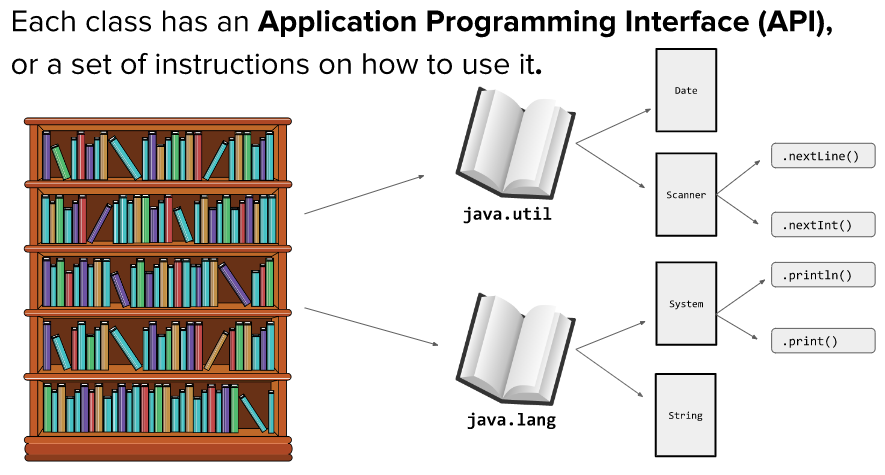 Each class has an Application Programming Interface (API),
or a set of instructions on how to use it.
java.util
Date
Scanner
.nextLine()
.nextInt()
java.lang
System
.println()
.print()
String